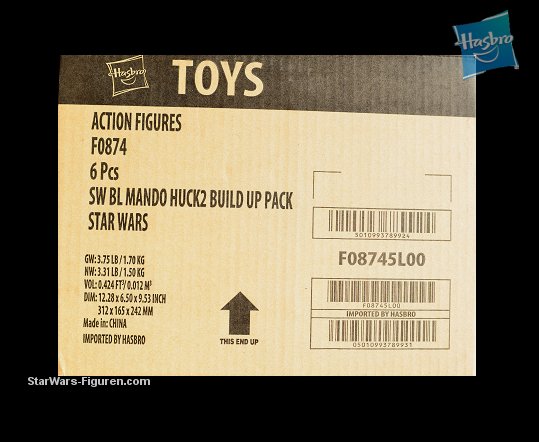 Hasbro
Hasbro
TOYS
ACTION FIGURES
F0874
6 Pcs
SW BL MANDO HUCK2 BUILD UP PACK
STAR WARS
5010993789924
F08745L00
GW: 3.75 LB / 1.70 KG
NW: 3.31 LB / 1.50 KG
VOL: 0.424 FT³/ 0.012 M³
DIM: 12.28 x 6.50 x 9.53 INCH
312 x 165 x 242 MM
Made in: CHINA
IMPORTED BY HASBRO
THIS END UP
F08745L00
IMPORTED BY HASBRO
05010993789931
StarWars-Figuren.com